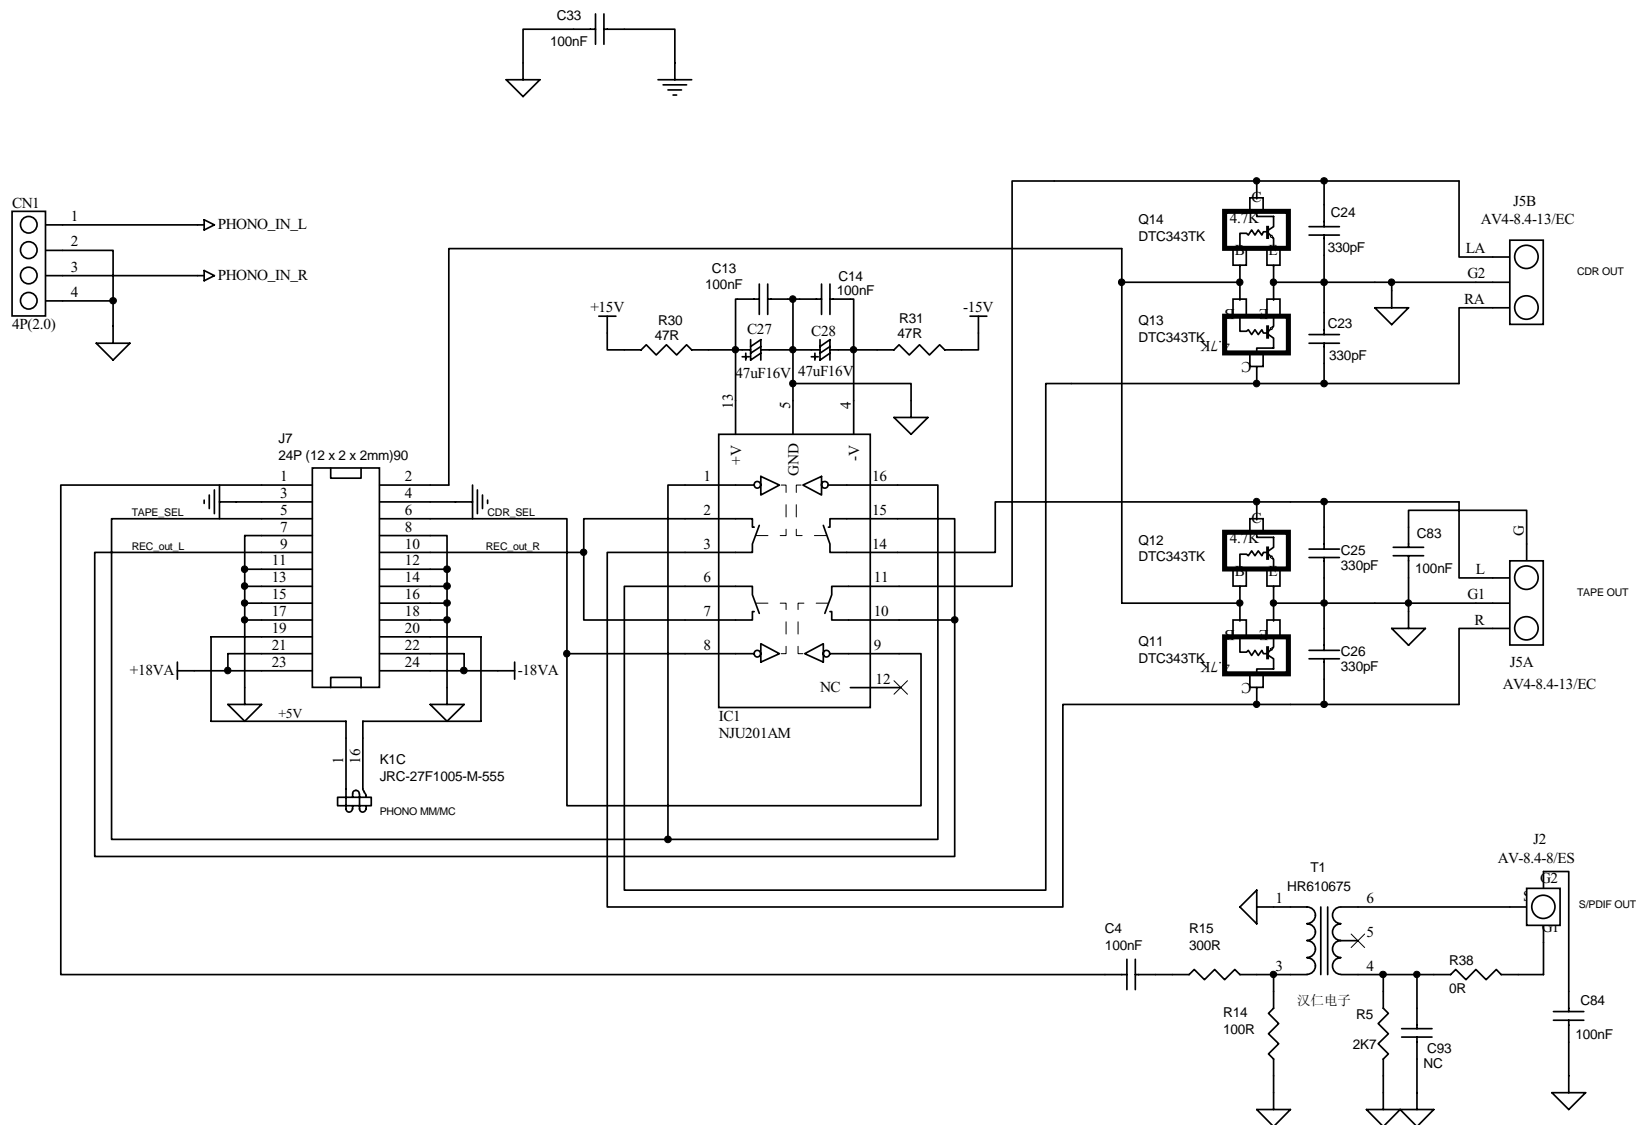 C33
100nF
CN1
1
2
3
4
4P(2.0)
PHONO_IN_L
PHONO_IN_R
C13
100nF
C14
100nF
+15V
R30
47R
C27
47uF16V
C28
47uF16V
R31
47R
-15V
13
5
4
+V
GND
-V
1
2
3
6
7
8
16
15
14
11
10
9
NC
12
IC1
NJU201AM
J7
24P (12 x 2 x 2mm)90
1
3
5
7
9
11
13
15
17
19
21
23
2
4
6
8
10
12
14
16
18
20
22
24
TAPE_SEL
REC_out_L
CDR_SEL
REC_out_R
+18VA
-18VA
+5V
1
16
K1C
JRC-27F1005-M-555
PHONO MM/MC
Q14
DTC343TK
C
4.7K
B
E
Q13
DTC343TK
B
E
4.7K
C
C24
330pF
C23
330pF
J5B
AV4-8.4-13/EC
LA
G2
RA
CDR OUT
Q12
DTC343TK
C
4.7K
B
E
Q11
DTC343TK
B
E
4.7K
C
C25
330pF
C26
330pF
C83
100nF
G
L
G1
R
TAPE OUT
J5A
AV4-8.4-13/EC
C4
100nF
R15
300R
R14
100R
T1
HR610675
1
3
6
5
4
汉仁电子
R5
2K7
C93
NC
R38
0R
J2
AV-8.4-8/ES
G2
G1
S/PDIF OUT
C84
100nF